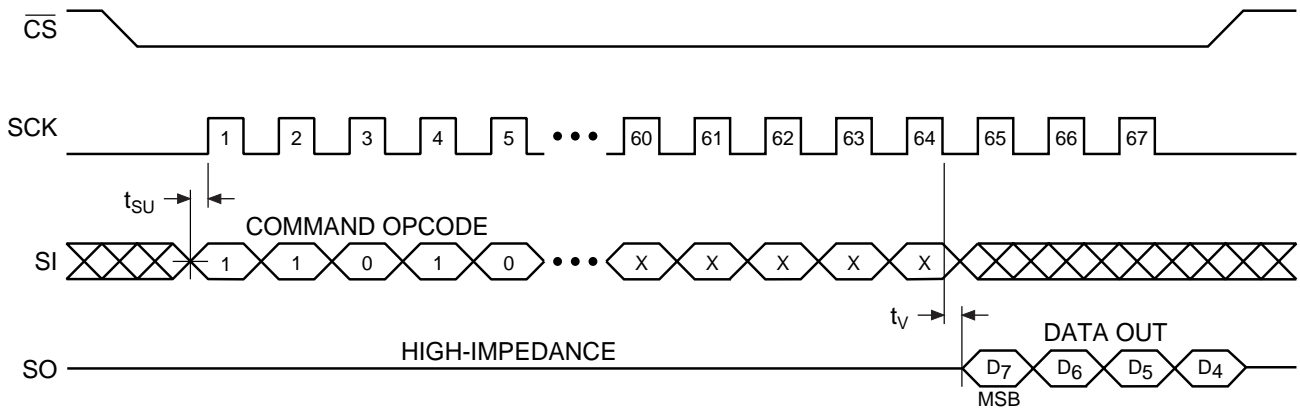 CS
SCK 1 2 3 4 5 ••• 60 61 62 63 64 65 66 67
tSU
COMMAND OPCODE
SI 1 1 0 1 0 ••• X X X X X
tV
DATA OUT
HIGH-IMPEDANCE
SO D7 D6 D5 D4
MSB